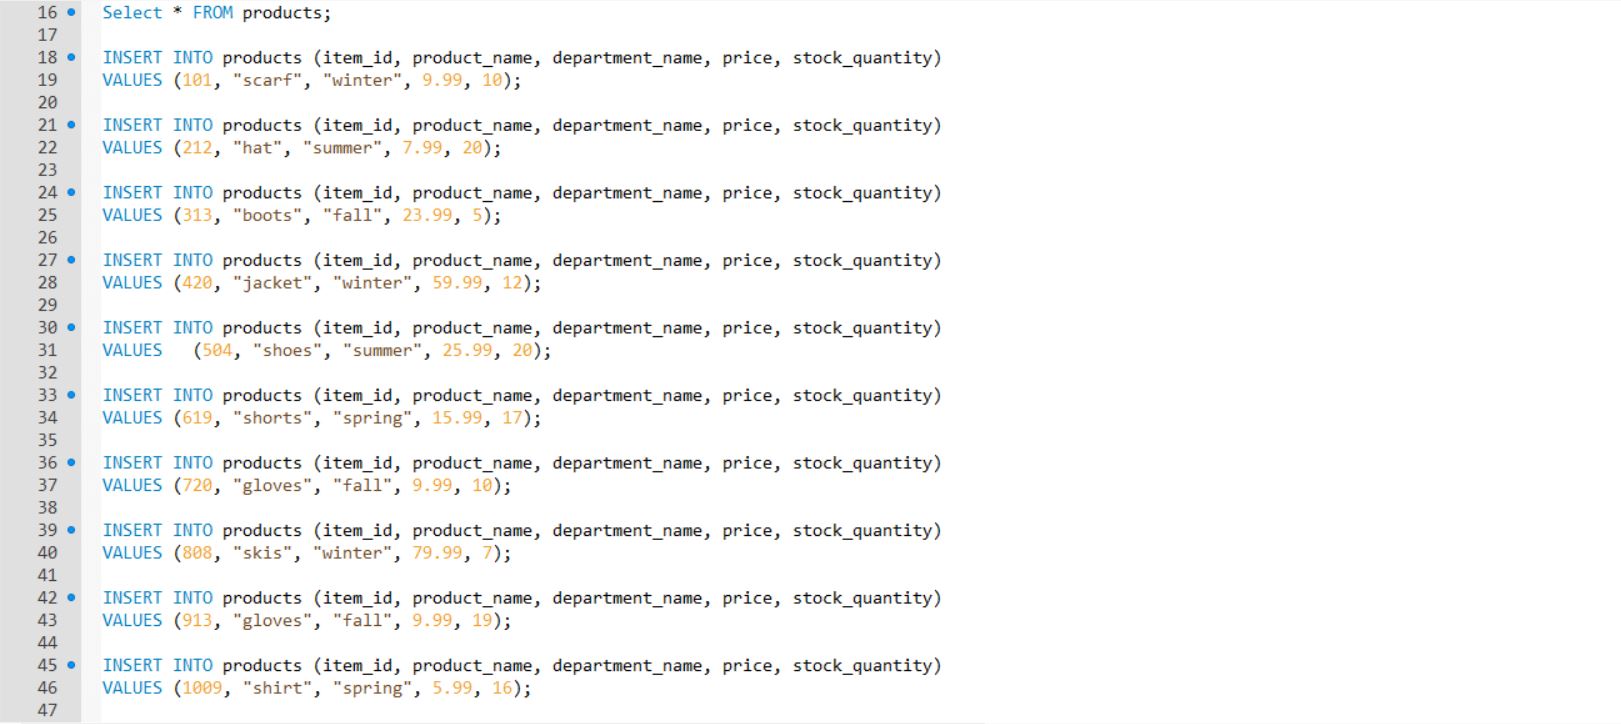 16 Select * FROM products;
17
18 INSERT INTO products (item_id, product_name, department_name, price, stock_quantity)
19 VALUES (101, "scarf", "winter", 9.99, 10);
20
21 INSERT INTO products (item_id, product_name, department_name, price, stock_quantity)
22 VALUES (212, "hat", "summer", 7.99, 20);
23
24 INSERT INTO products (item_id, product_name, department_name, price, stock_quantity)
25 VALUES (313, "boots", "fall", 23.99, 5);
26
27 INSERT INTO products (item_id, product_name, department_name, price, stock_quantity)
28 VALUES (420, "jacket", "winter", 59.99, 12);
29
30 INSERT INTO products (item_id, product_name, department_name, price, stock_quantity)
31 VALUES   (504, "shoes", "summer", 25.99, 20);
32
33 INSERT INTO products (item_id, product_name, department_name, price, stock_quantity)
34 VALUES (619, "shorts", "spring", 15.99, 17);
35
36 INSERT INTO products (item_id, product_name, department_name, price, stock_quantity)
37 VALUES (720, "gloves", "fall", 9.99, 10);
38
39 INSERT INTO products (item_id, product_name, department_name, price, stock_quantity)
40 VALUES (808, "skis", "winter", 79.99, 7);
41
42 INSERT INTO products (item_id, product_name, department_name, price, stock_quantity)
43 VALUES (913, "gloves", "fall", 9.99, 19);
44
45 INSERT INTO products (item_id, product_name, department_name, price, stock_quantity)
46 VALUES (1009, "shirt", "spring", 5.99, 16);
47